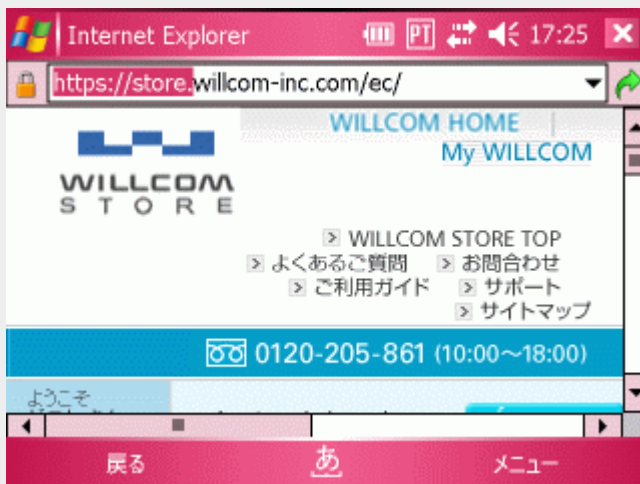 Internet Explorer PT 17:25
https://store.willcom-inc.com/ec/
WILLCOM HOME
My WILLCOM
WILLCOM
STORE
WILLCOM STORE TOP
よくあるご質問 お問合わせ
ご利用ガイド サポート
サイトマップ
0120-205-861 (10:00～18:00)
ようこそ
戻る あ メニュー